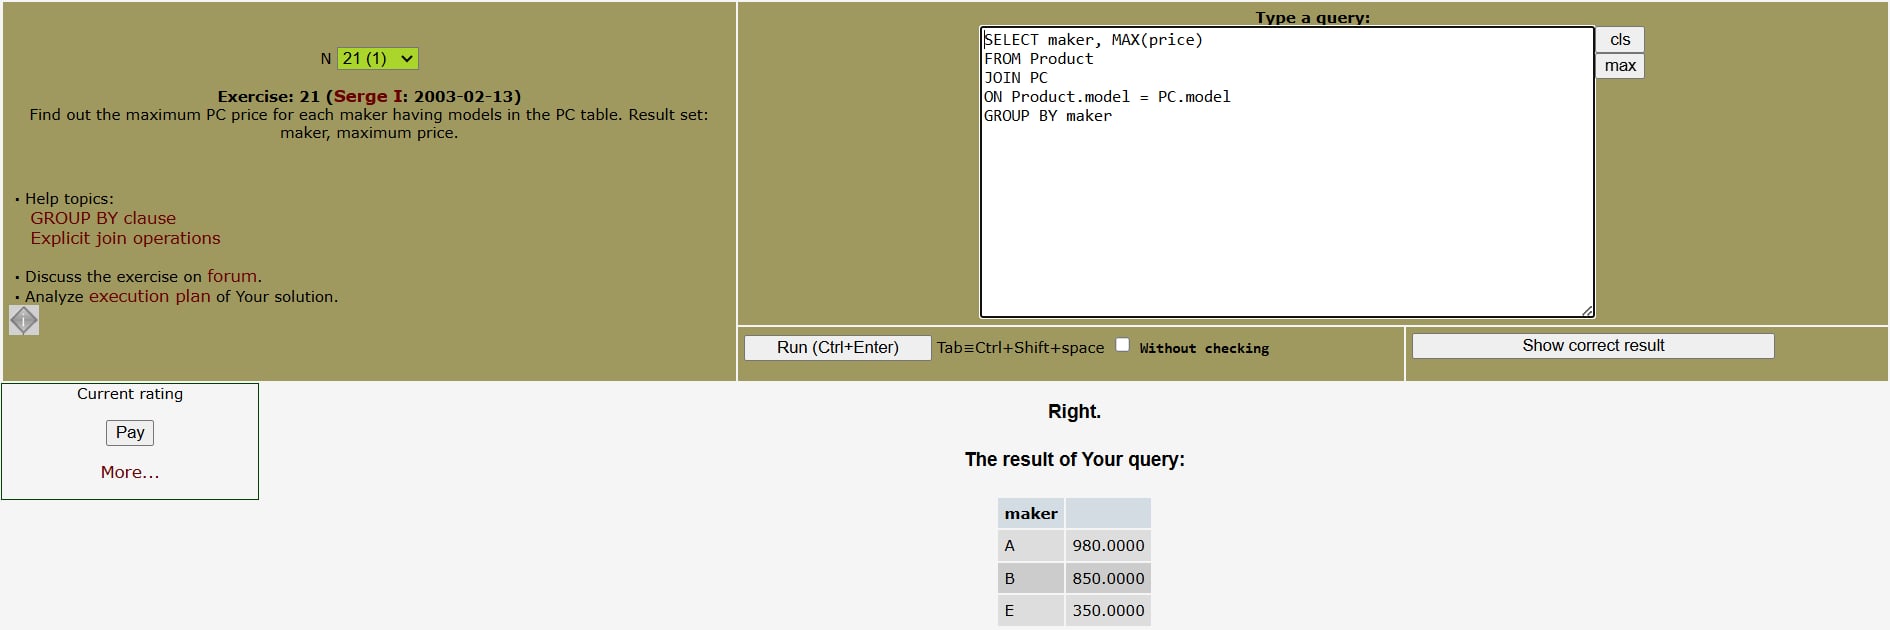 N 21 (1)
Exercise: 21 (Serge I: 2003-02-13)
Find out the maximum PC price for each maker having models in the PC table. Result set:
maker, maximum price.
· Help topics:
GROUP BY clause
Explicit join operations
· Discuss the exercise on forum.
· Analyze execution plan of Your solution.
Type a query:
SELECT maker, MAX(price)
FROM Product
JOIN PC
ON Product.model = PC.model
GROUP BY maker
cls
max
Run (Ctrl+Enter) Tab≡Ctrl+Shift+space Without checking
Show correct result
Current rating
Pay
More...
Right.
The result of Your query:
maker
A 980.0000
B 850.0000
E 350.0000